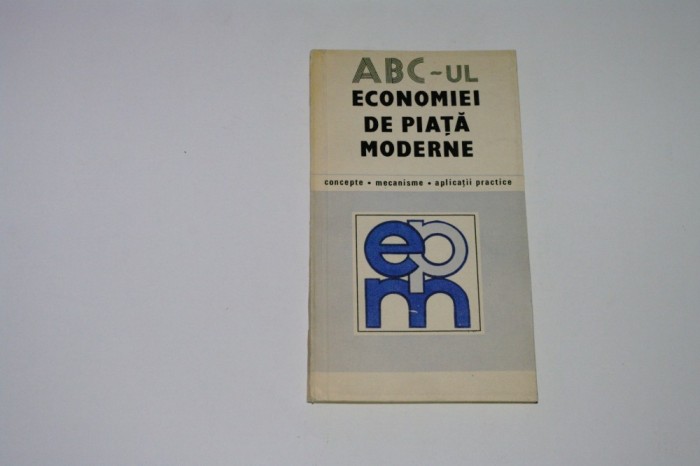 ABC-UL
ECONOMIEI
DE PIAȚĂ
MODERNE
concepte • mecanisme • aplicații practice
epm